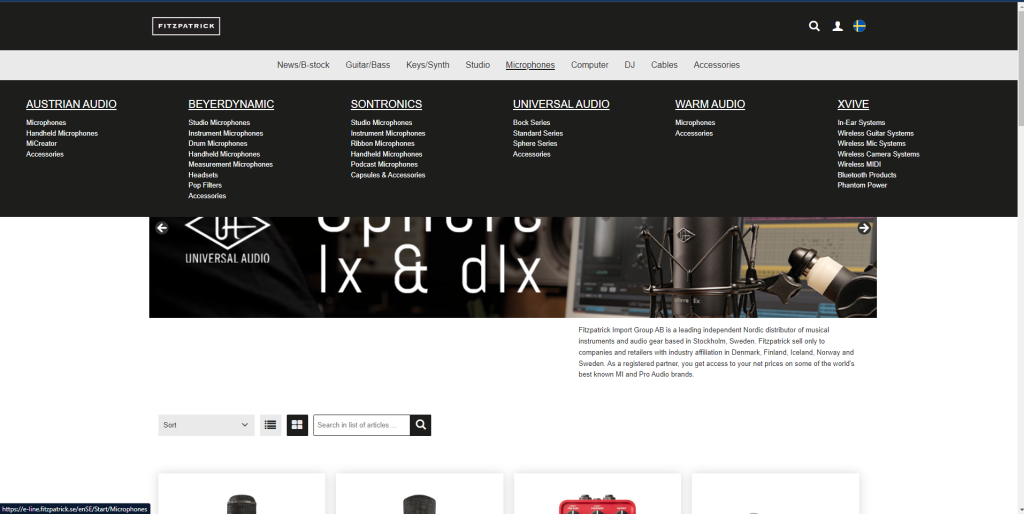 FITZPATRICK
News/B-stock Guitar/Bass Keys/Synth Studio Microphones Computer DJ Cables Accessories
AUSTRIAN AUDIO
Microphones
Handheld Microphones
MiCreator
Accessories
BEYERDYNAMIC
Studio Microphones
Instrument Microphones
Drum Microphones
Handheld Microphones
Measurement Microphones
Headsets
Pop Filters
Accessories
SONTRONICS
Studio Microphones
Instrument Microphones
Ribbon Microphones
Handheld Microphones
Podcast Microphones
Capsules & Accessories
UNIVERSAL AUDIO
Bock Series
Standard Series
Sphere Series
Accessories
WARM AUDIO
Microphones
Accessories
XVIVE
In-Ear Systems
Wireless Guitar Systems
Wireless Mic Systems
Wireless Camera Systems
Wireless MIDI
Bluetooth Products
Phantom Power
UNIVERSAL AUDIO
Sphere
lx & dlx
Fitzpatrick Import Group AB is a leading independent Nordic distributor of musical
instruments and audio gear based in Stockholm, Sweden. Fitzpatrick sell only to
companies and retailers with industry affiliation in Denmark, Finland, Iceland, Norway and
Sweden. As a registered partner, you get access to your net prices on some of the world's
best known MI and Pro Audio brands.
Sort
Search in list of articles ...
https://e-line.fitzpatrick.se/enSE/Start/Microphones